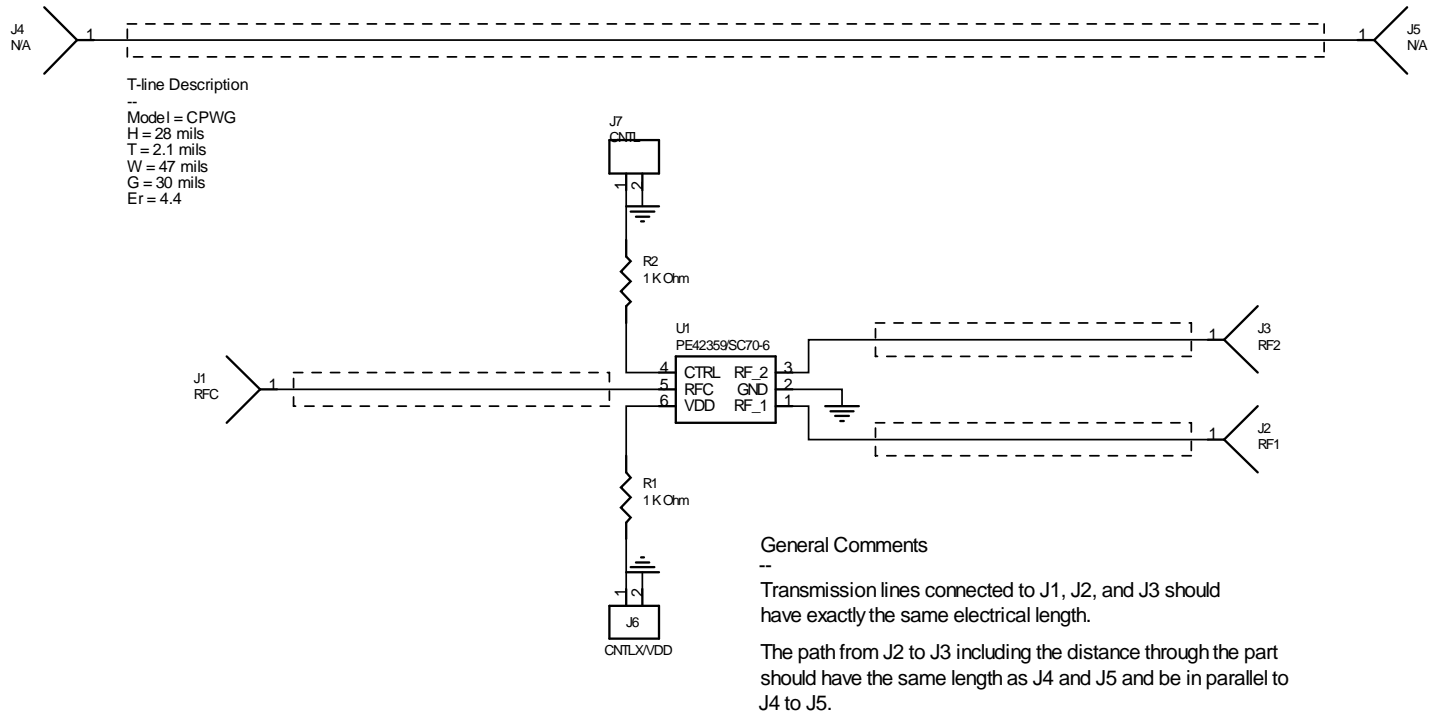 J4
N/A
1
1
J5
N/A
T-line Description
--
Model = CPWG
H = 28 mils
T = 2.1 mils
W = 47 mils
G = 30 mils
Er = 4.4
J7
CNTL
1
2
R2
1 K Ohm
U1
PE42359/SC70-6
J1
RFC
1
4
CTRL
RF_2
3
5
RFC
GND
2
6
VDD
RF_1
1
1
J3
RF2
1
J2
RF1
R1
1 K Ohm
1
2
J6
CNTLX/VDD
General Comments
--
Transmission lines connected to J1, J2, and J3 should
have exactly the same electrical length.
The path from J2 to J3 including the distance through the part
should have the same length as J4 and J5 and be in parallel to
J4 to J5.